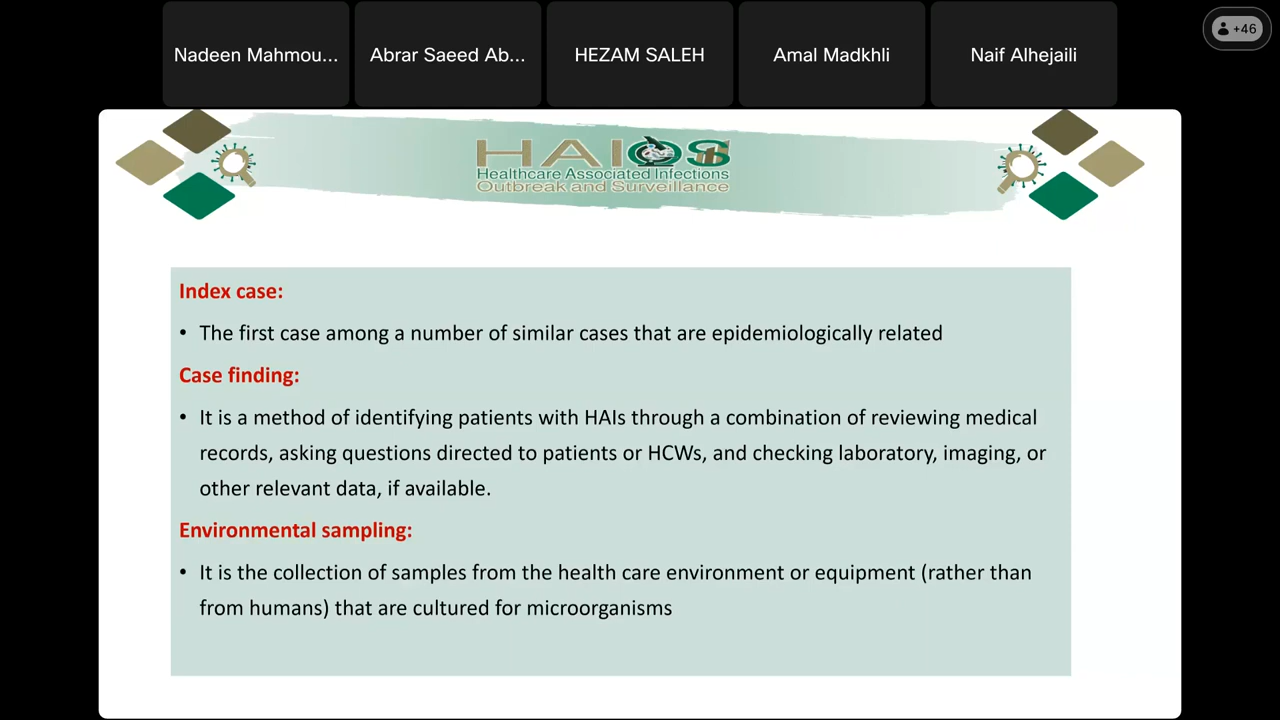 Nadeen Mahmou...
Abrar Saeed Ab...
HEZAM SALEH
Amal Madkhli
Naif Alhejaili
+46
HAIOS
Healthcare Associated Infections
Outbreak and Surveillance
Index case:
• The first case among a number of similar cases that are epidemiologically related
Case finding:
• It is a method of identifying patients with HAIs through a combination of reviewing medical
records, asking questions directed to patients or HCWs, and checking laboratory, imaging, or
other relevant data, if available.
Environmental sampling:
• It is the collection of samples from the health care environment or equipment (rather than
from humans) that are cultured for microorganisms